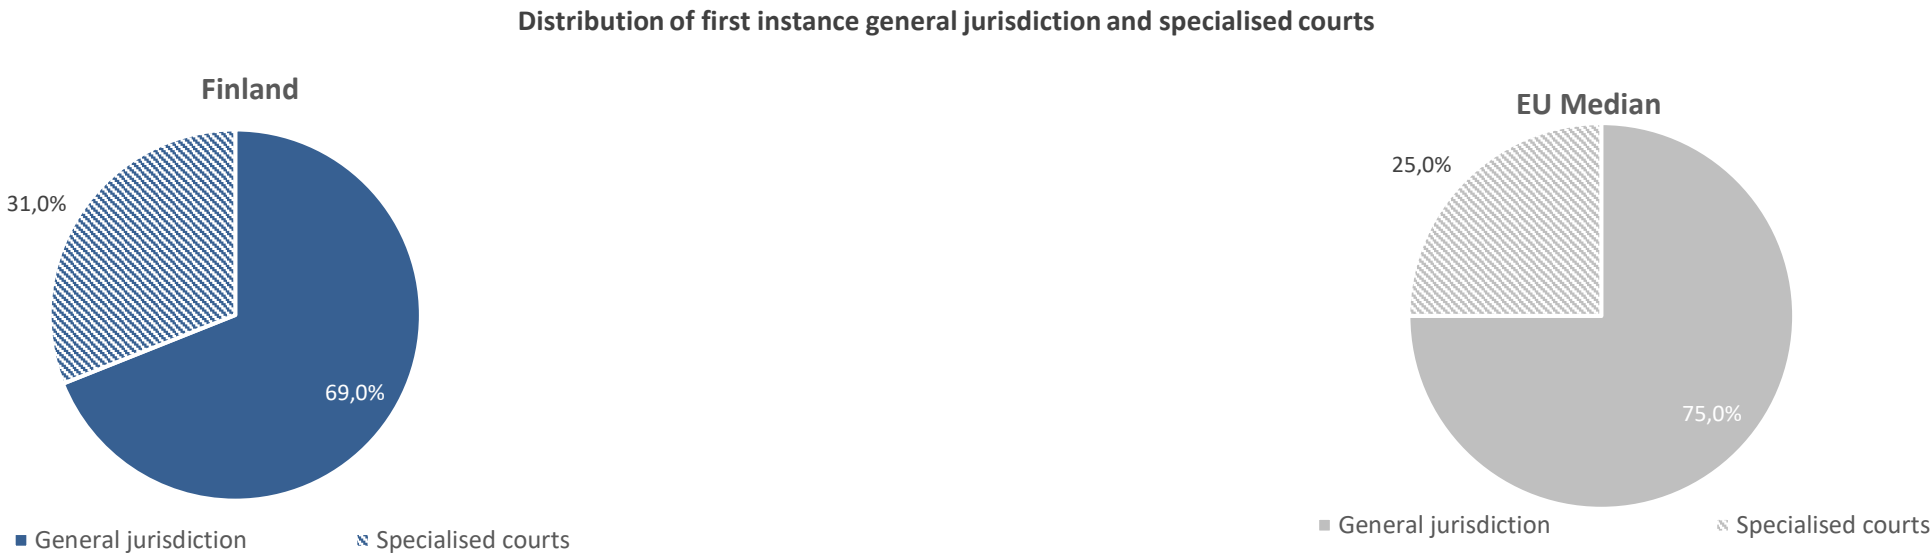 Distribution of first instance general jurisdiction and specialised courts
Finland
31,0%
69,0%
General jurisdiction
Specialised courts
EU Median
25,0%
75,0%
General jurisdiction
Specialised courts